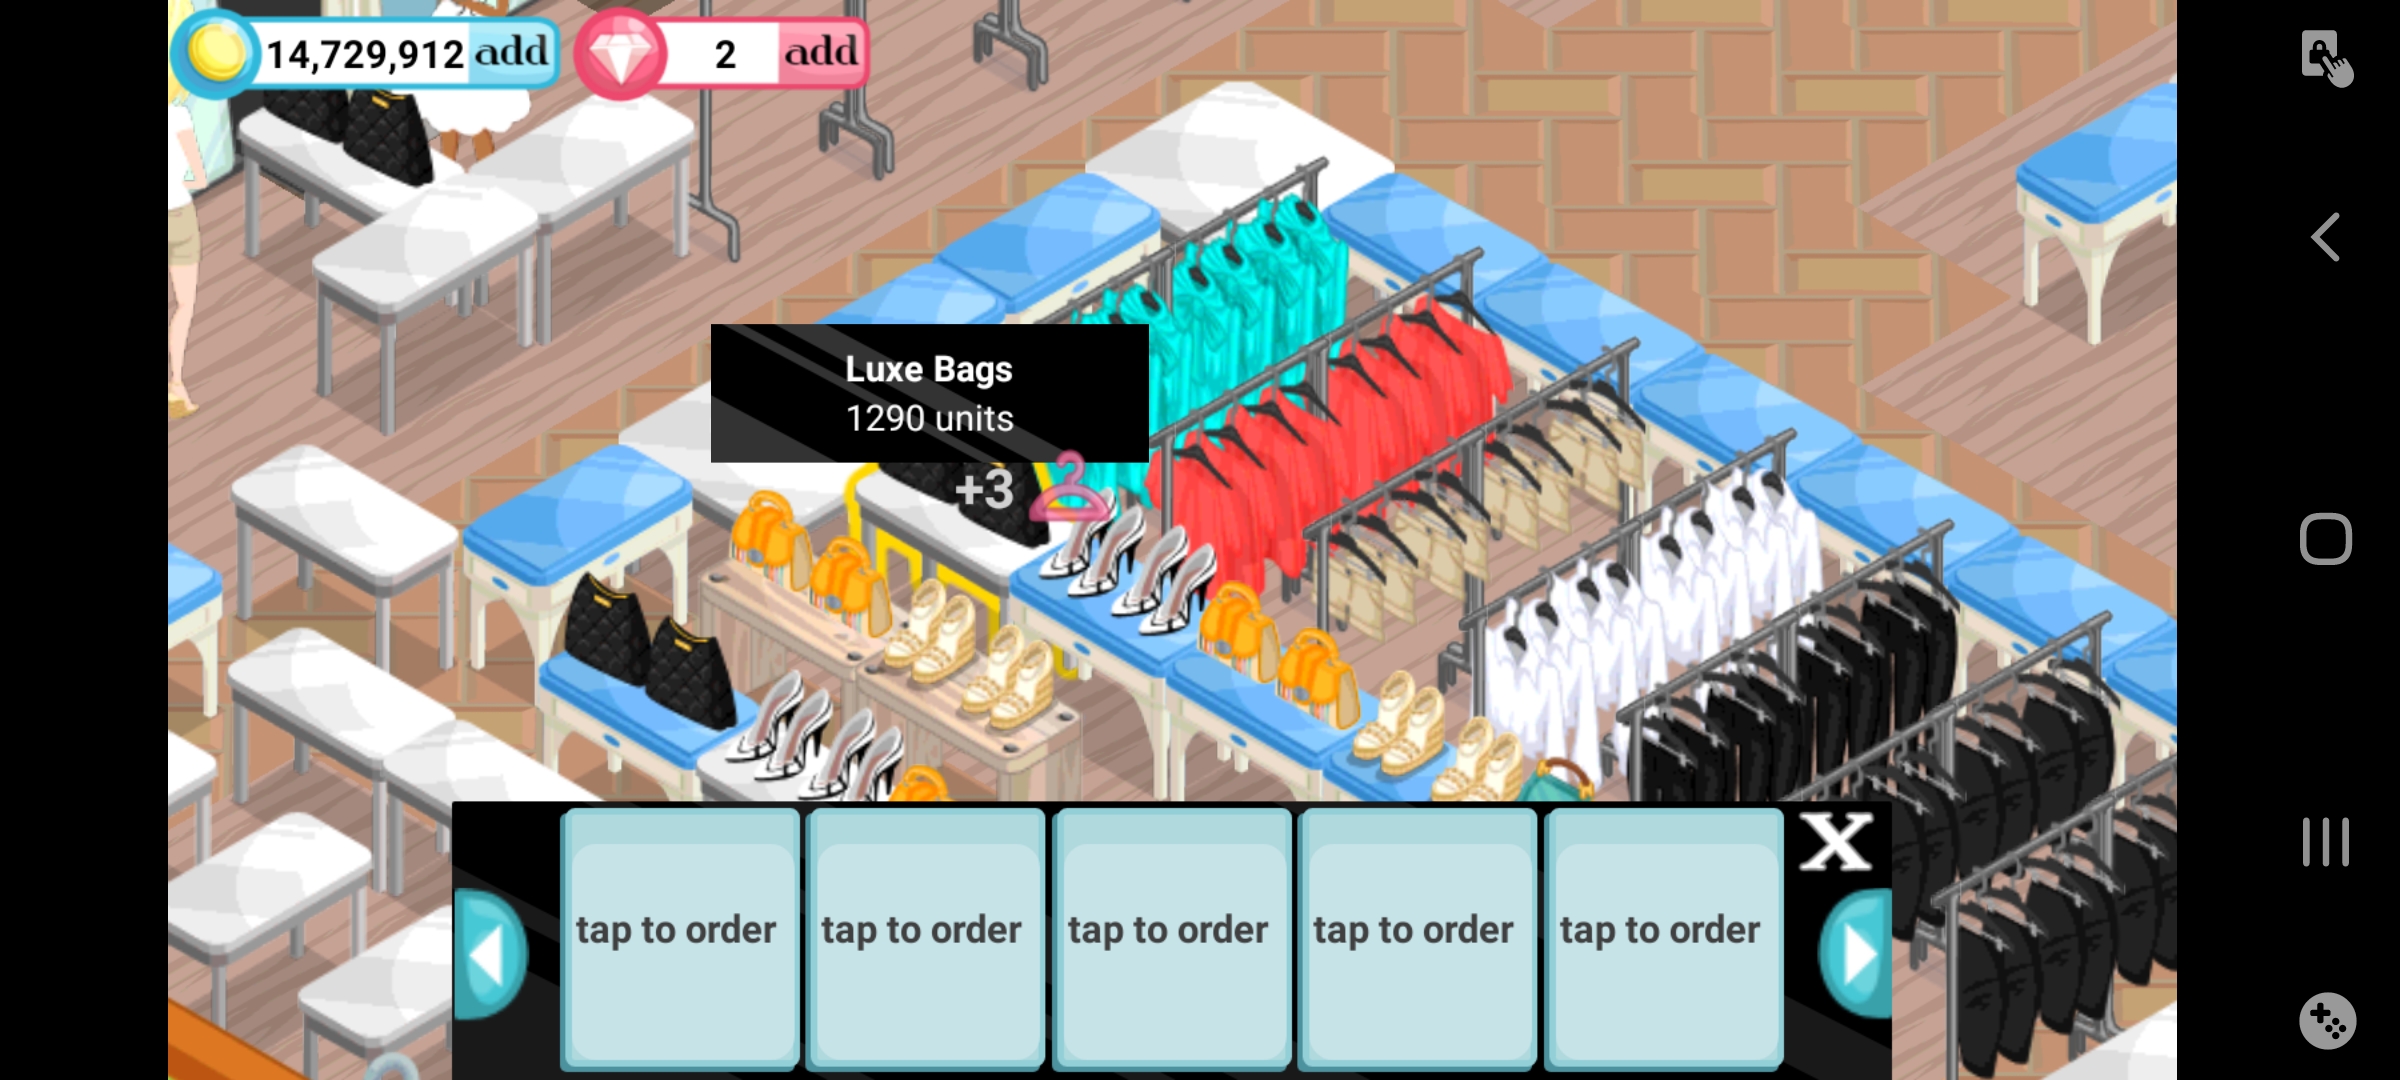 14,729,912 add
2 add
Luxe Bags
1290 units
+3
tap to order
tap to order
tap to order
tap to order
tap to order
X